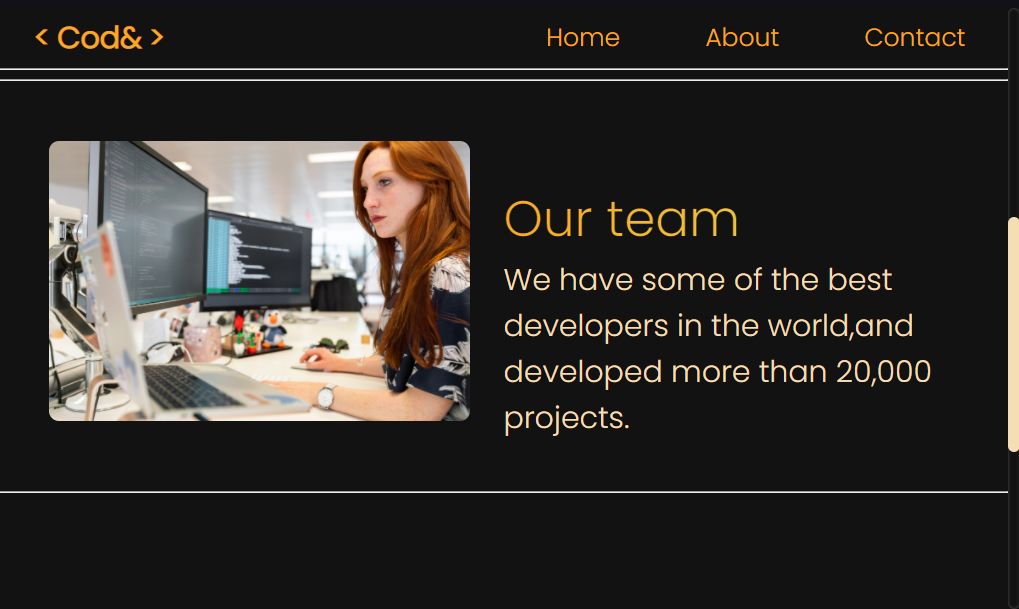 < Cod& >
Home
About
Contact
Our team
We have some of the best
developers in the world,and
developed more than 20,000
projects.